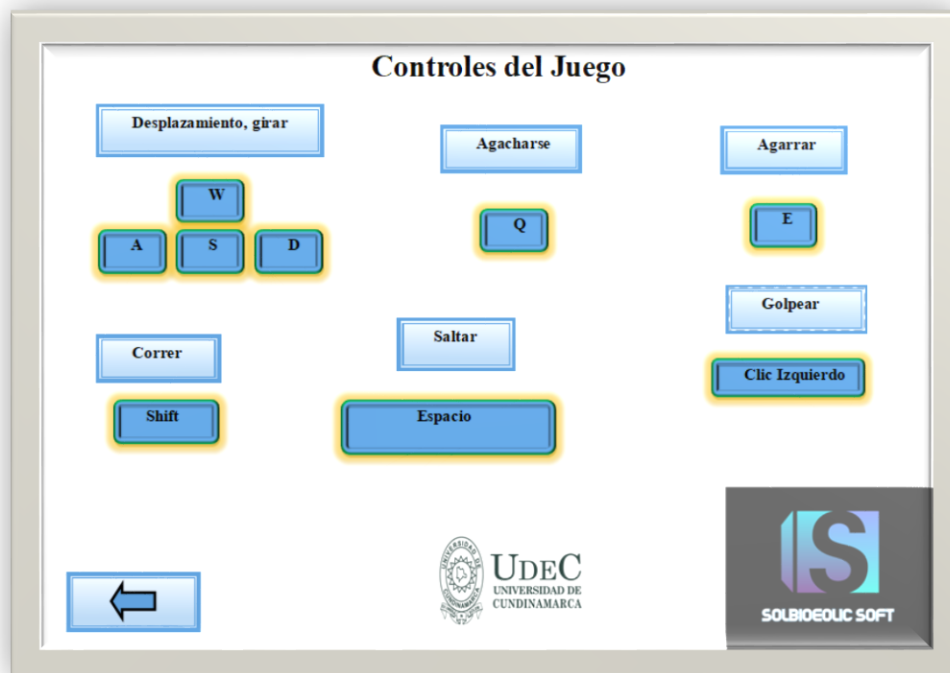 Controles del Juego
Desplazamiento, girar
W
A S D
Agacharse
Q
Agarrar
E
Correr
Shift
Saltar
Espacio
Golpear
Clic Izquierdo
UDEC
UNIVERSIDAD DE
CUNDINAMARCA
S
SOLBIOEOLIC SOFT